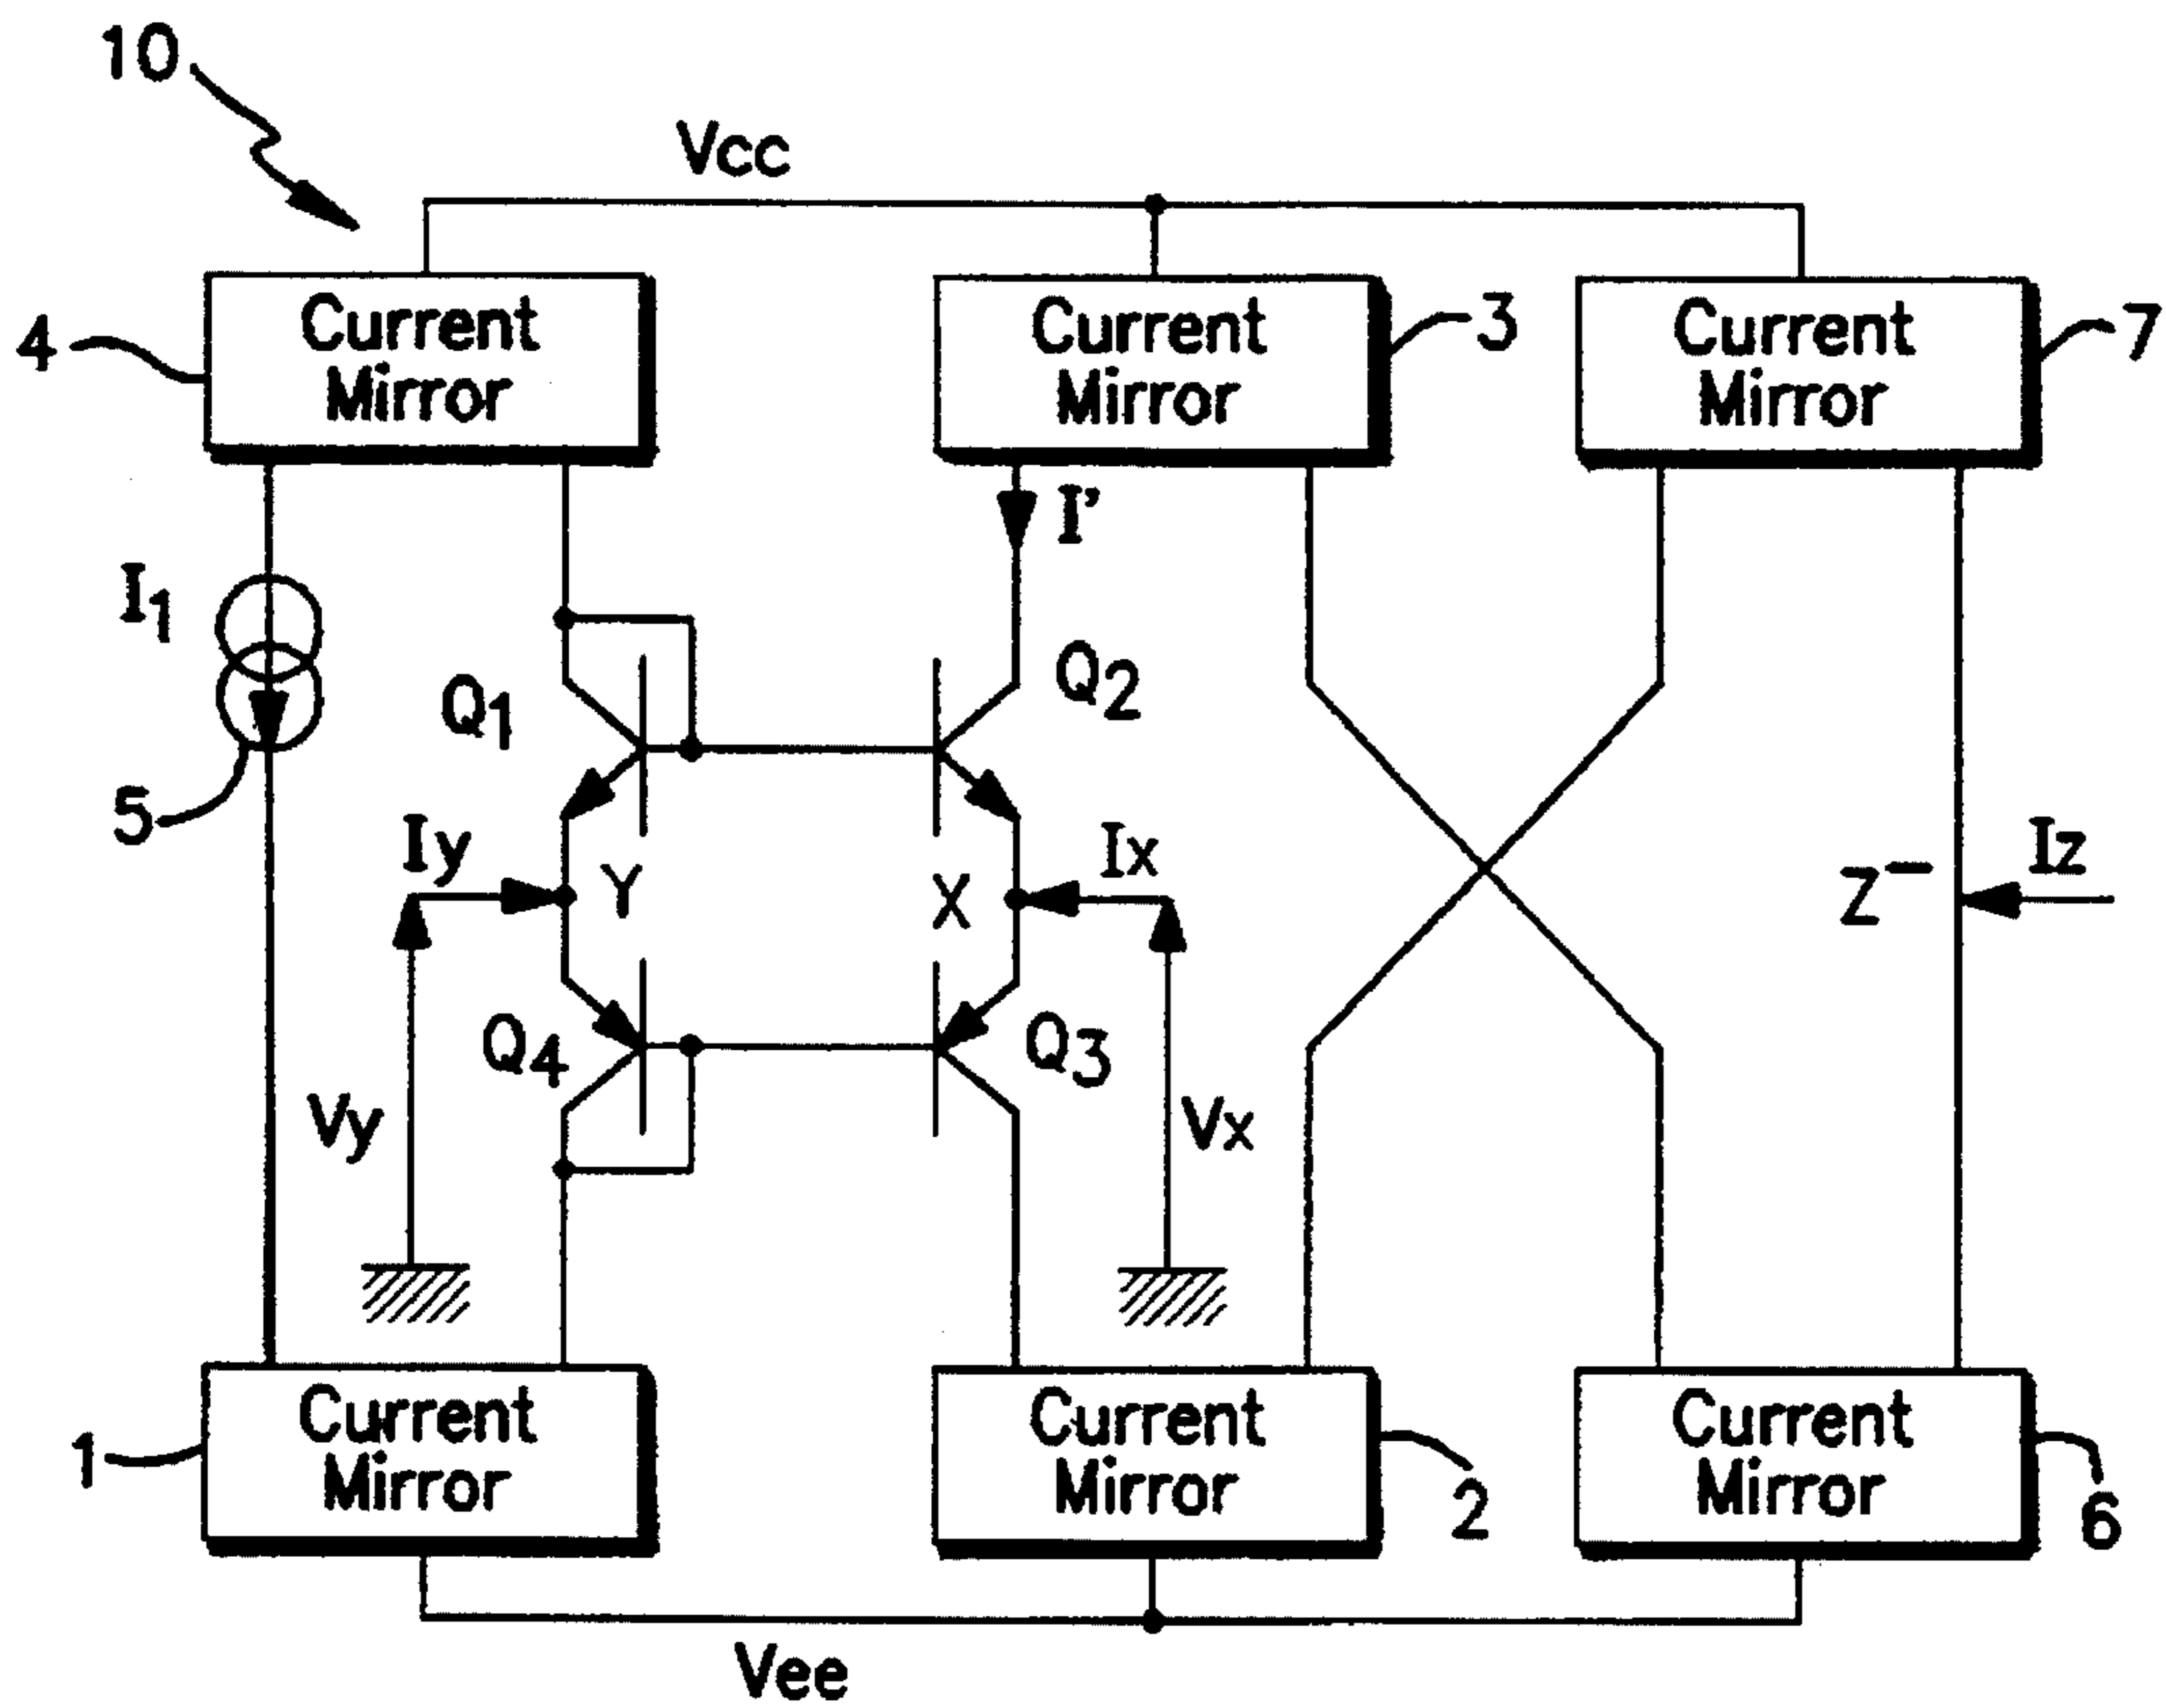 10
Vcc
Current
Mirror
4
Current
Mirror
3
Current
Mirror
7
I1
I'
Q1
Q2
5
Iy
Y
X
Ix
Z−
Iz
Q4
Q3
Vy
Vx
Current
Mirror
1
Current
Mirror
2
Current
Mirror
6
Vee